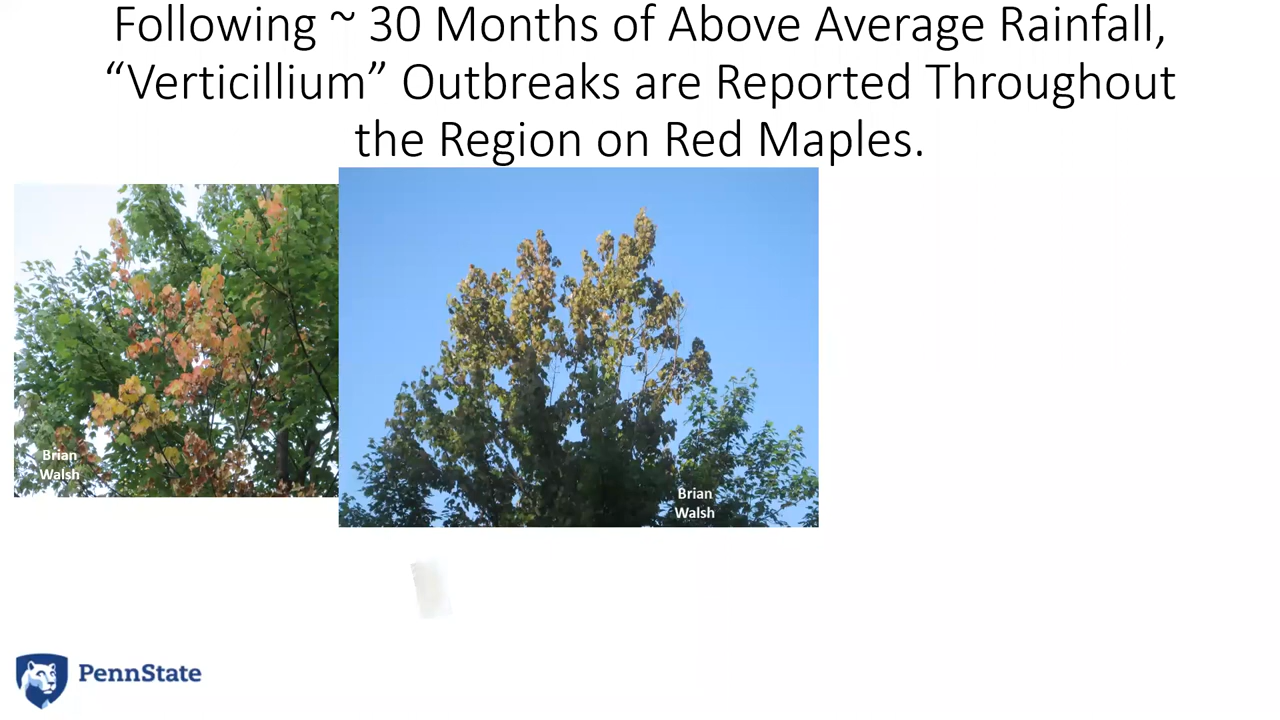 Following ~ 30 Months of Above Average Rainfall,
“Verticillium” Outbreaks are Reported Throughout
the Region on Red Maples.
Brian
Walsh
Brian
Walsh
PennState